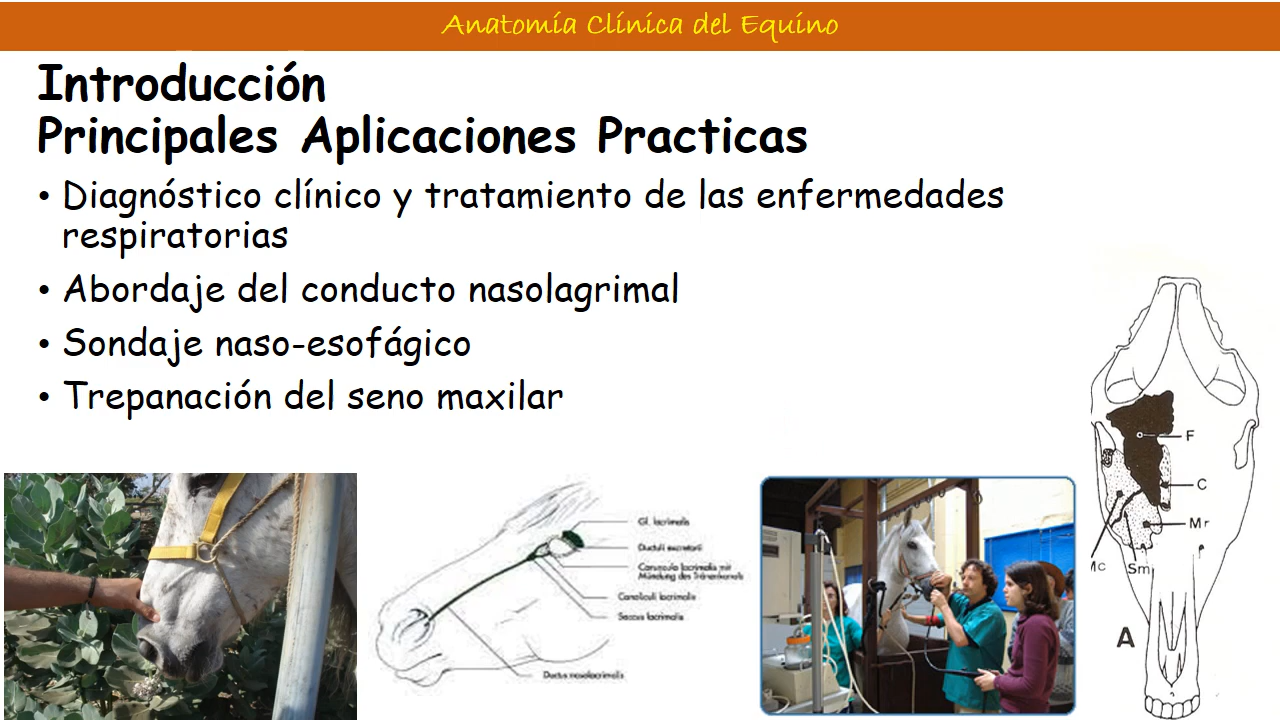 Anatomía Clínica del Equino
Introducción
Principales Aplicaciones Practicas
• Diagnóstico clínico y tratamiento de las enfermedades
respiratorias
• Abordaje del conducto nasolagrimal
• Sondaje naso-esofágico
• Trepanación del seno maxilar
Gl. lacrimalis
Ductuli excretorii
Caruncula lacrimalis mit
Mündung des Tränenkanals
Canaliculi lacrimalis
Saccus lacrimalis
Ductus nasolacrimalis
F
C
Mr
Mc
Sm
A